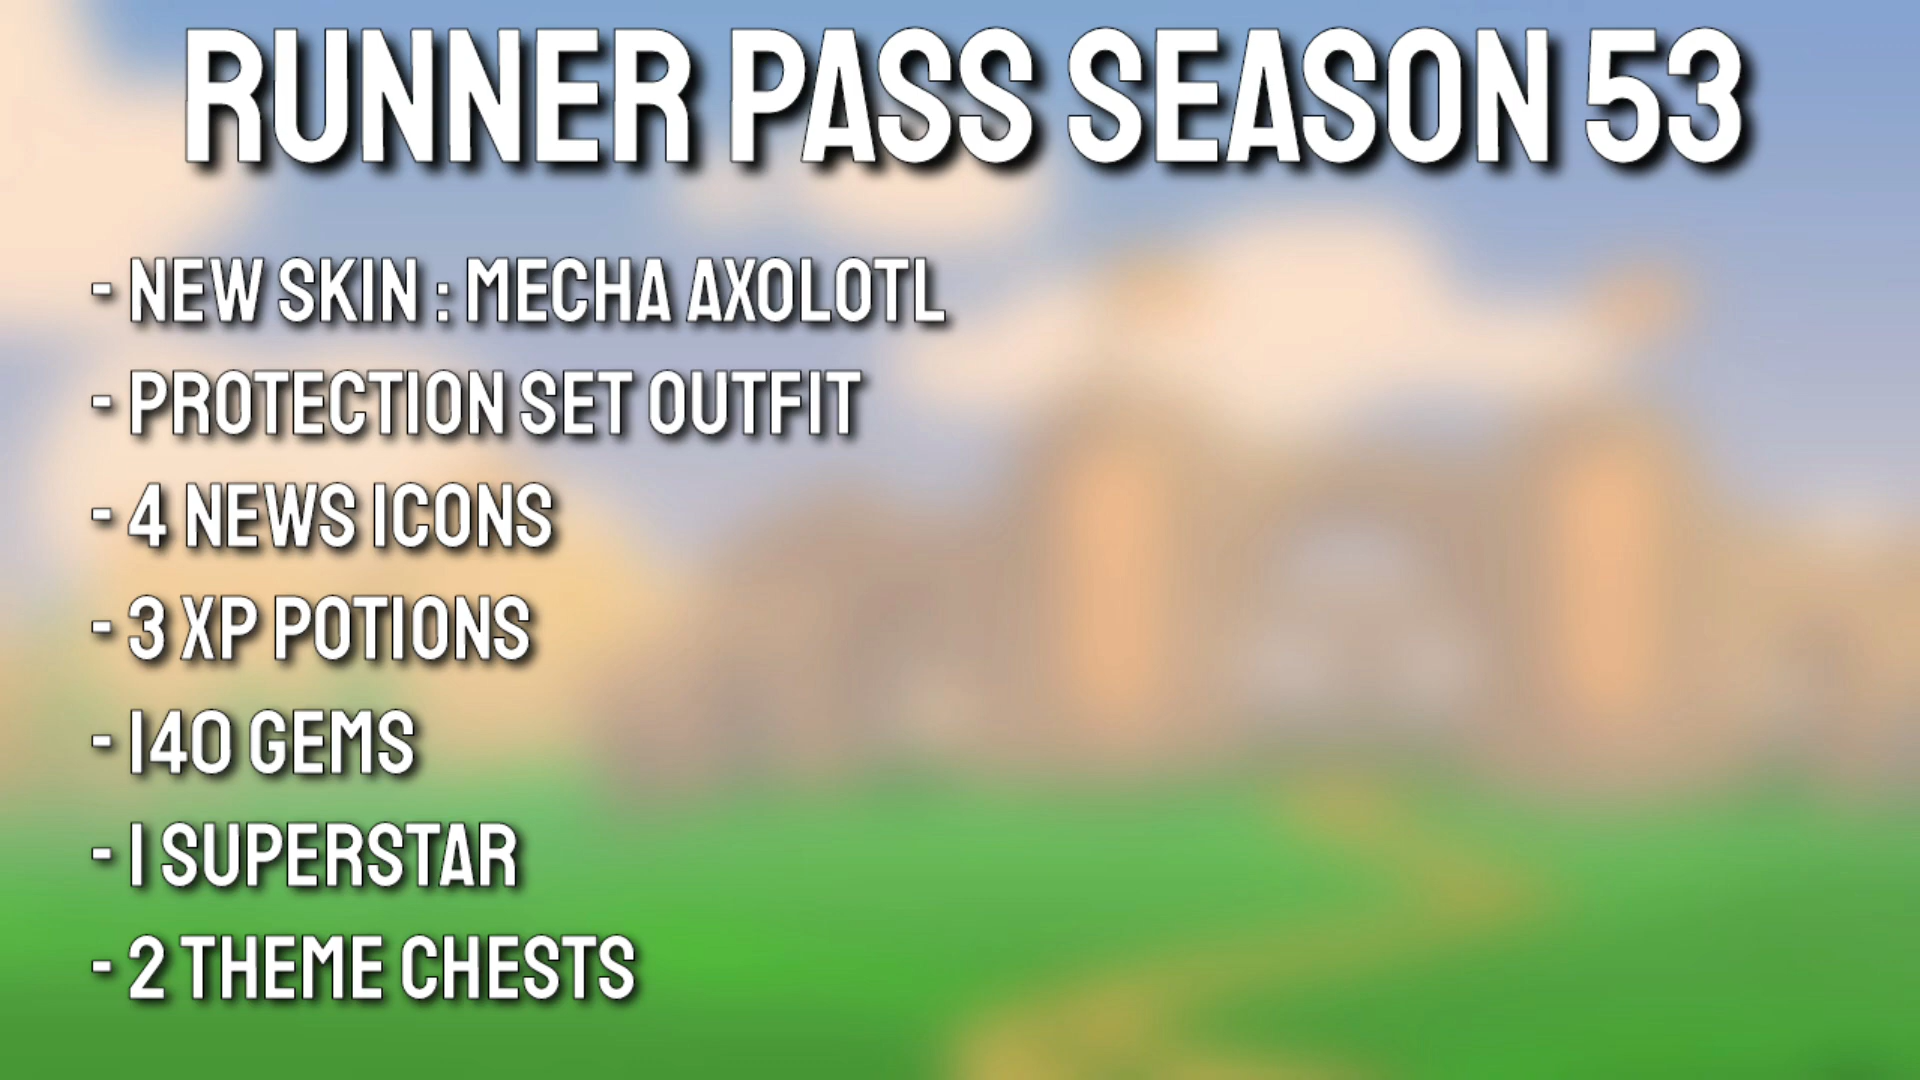 RUNNER PASS SEASON 53
- NEW SKIN : MECHA AXOLOTL
- PROTECTION SET OUTFIT
- 4 NEWS ICONS
- 3 XP POTIONS
- 140 GEMS
- 1 SUPERSTAR
- 2 THEME CHESTS